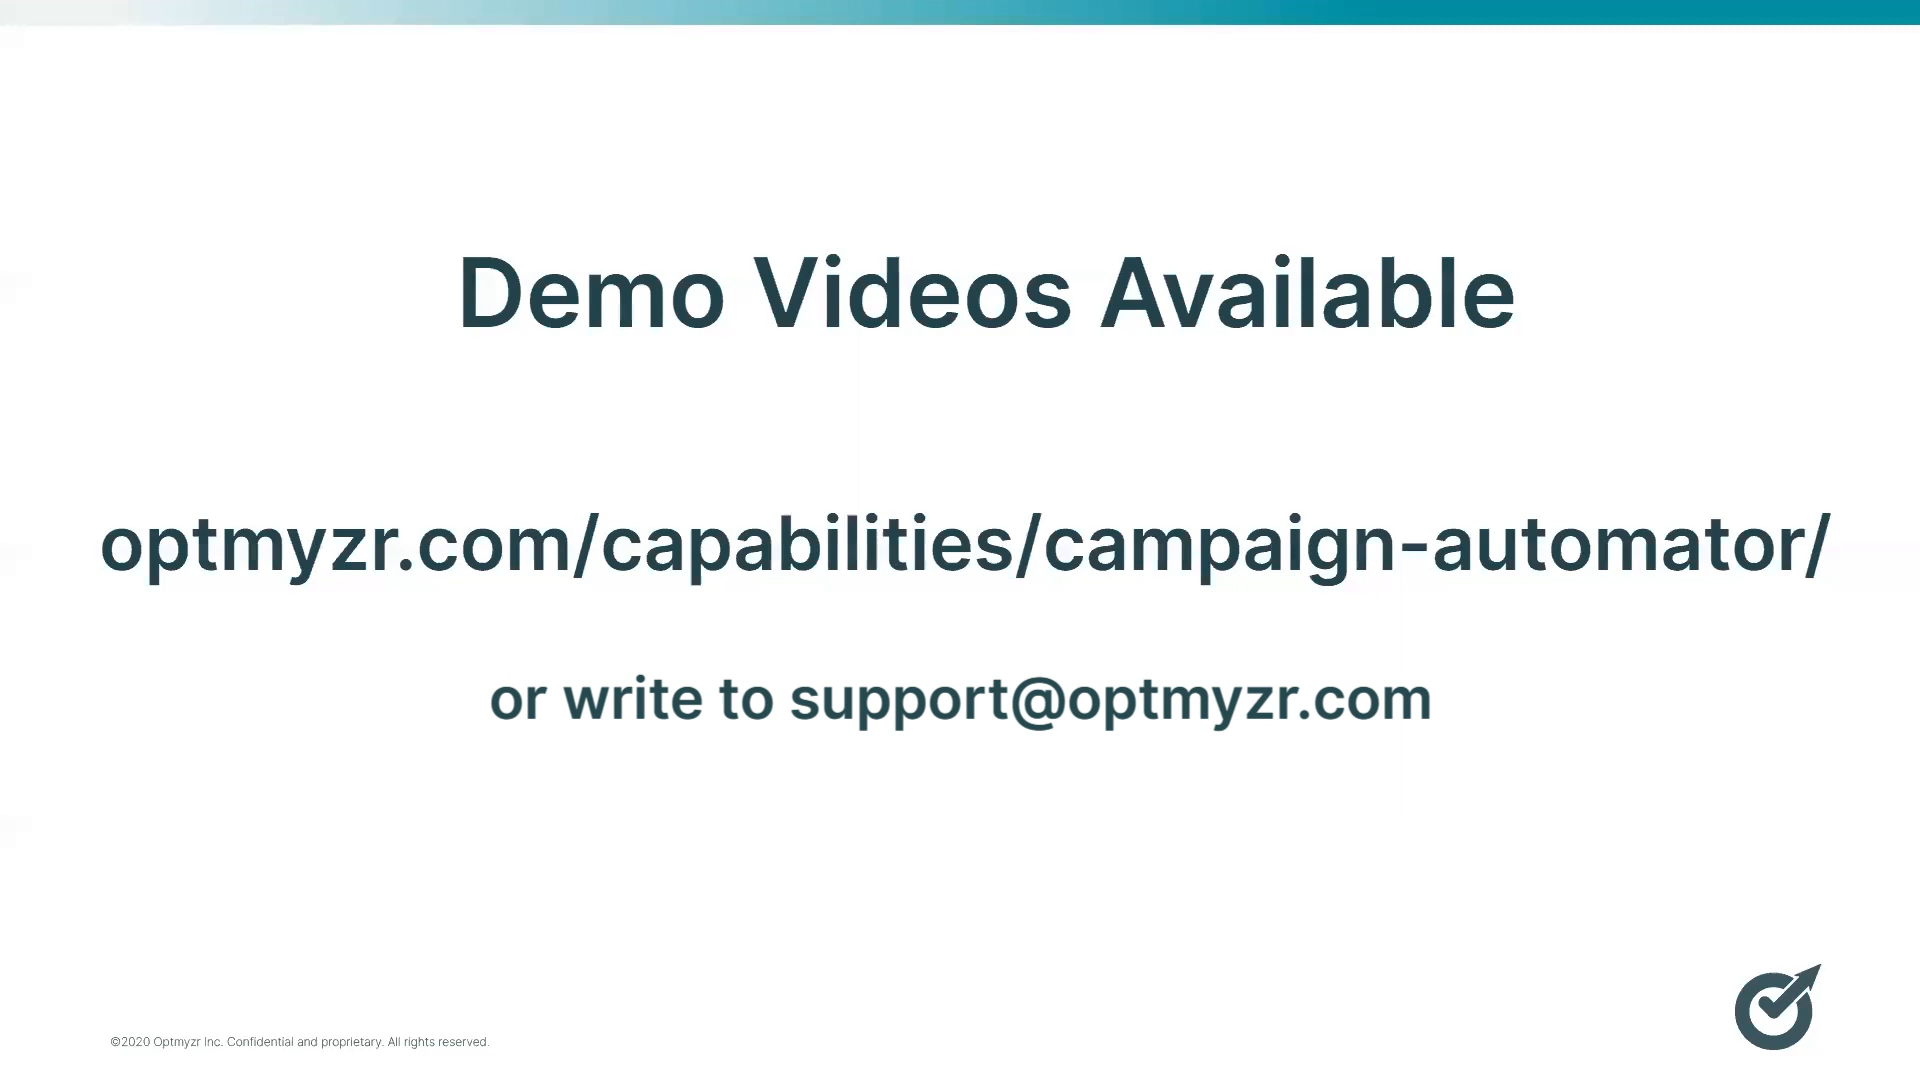 Demo Videos Available
optmyzr.com/capabilities/campaign-automator/
or write to support@optmyzr.com
©2020 Optmyzr Inc. Confidential and proprietary. All rights reserved.